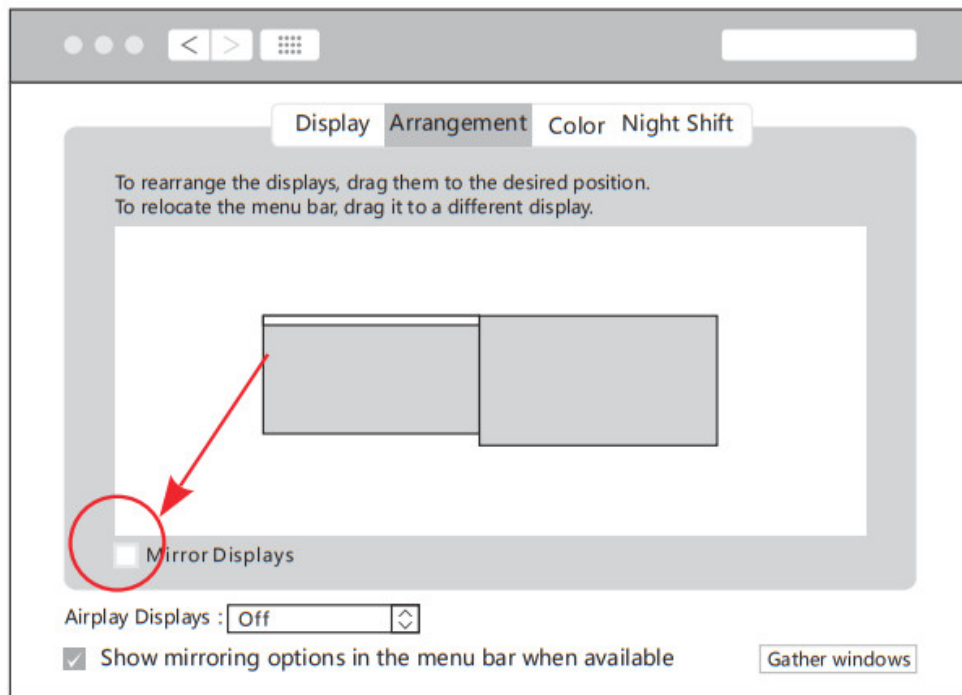 Display Arrangement Color Night Shift
To rearrange the displays, drag them to the desired position.
To relocate the menu bar, drag it to a different display.
Mirror Displays
Airplay Displays : Off
Show mirroring options in the menu bar when available Gather windows